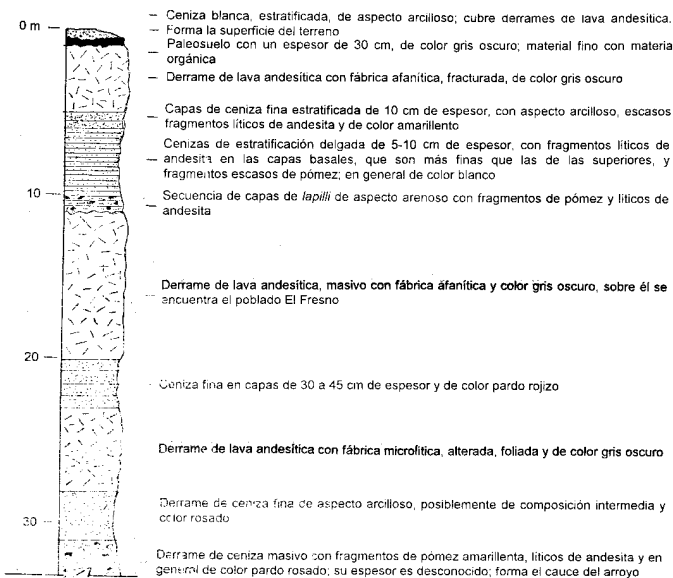 0 m
Ceniza blanca, estratificada, de aspecto arcilloso; cubre derrames de lava andesitica.
Forma la superficie del terreno
Paleosuelo con un espesor de 30 cm, de color gris oscuro; material fino con materia
orgánica
Derrame de lava andesítica con fábrica afanítica, fracturada, de color gris oscuro
Capas de ceniza fina estratificada de 10 cm de espesor, con aspecto arcilloso, escasos
fragmentos líticos de andesita y de color amarillento
Cenizas de estratificación delgada de 5-10 cm de espesor, con fragmentos líticos de
andesita en las capas basales, que son más finas que las de las superiores, y
fragmentos escasos de pómez; en general de color blanco
10
Secuencia de capas de lapilli de aspecto arenoso con fragmentos de pómez y líticos de
andesita
Derrame de lava andesítica, masivo con fábrica áfanítica y color gris oscuro, sobre él se
encuentra el poblado El Fresno
20
Ceniza fina en capas de 30 a 45 cm de espesor y de color pardo rojizo
Derrame de lava andesítica con fábrica microfítica, alterada, foliada y de color gris oscuro
Derrame de ceniza fina de aspecto arcilloso, posiblemente de composición intermedia y
color rosado
30
Derrame de ceniza masivo con fragmentos de pómez amarillenta, líticos de andesita y en
general de color pardo rosado; su espesor es desconocido; forma el cauce del arroyo